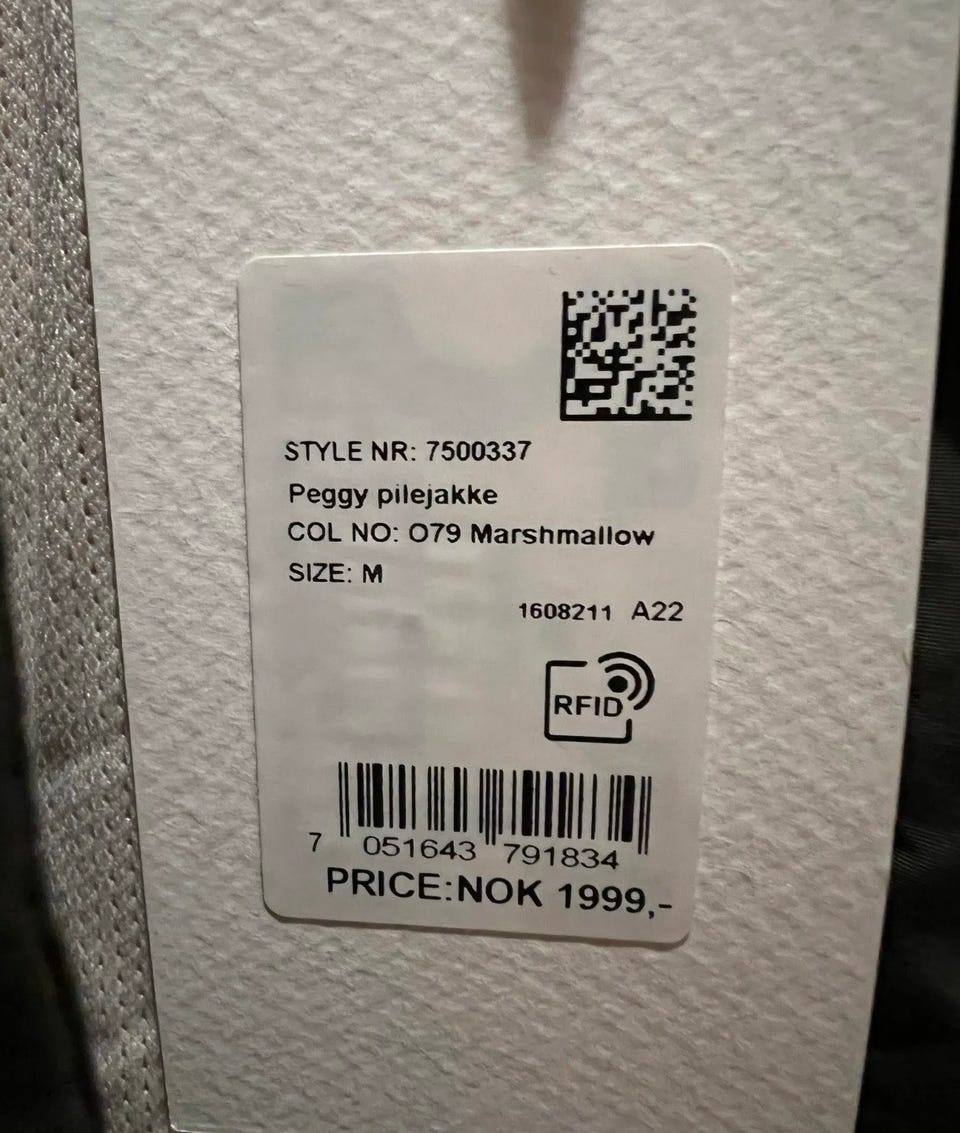 STYLE NR: 7500337
Peggy pilejakke
COL NO: O79 Marshmallow
SIZE: M
1608211 A22
RFID
7 051643 791834
PRICE:NOK 1999,-